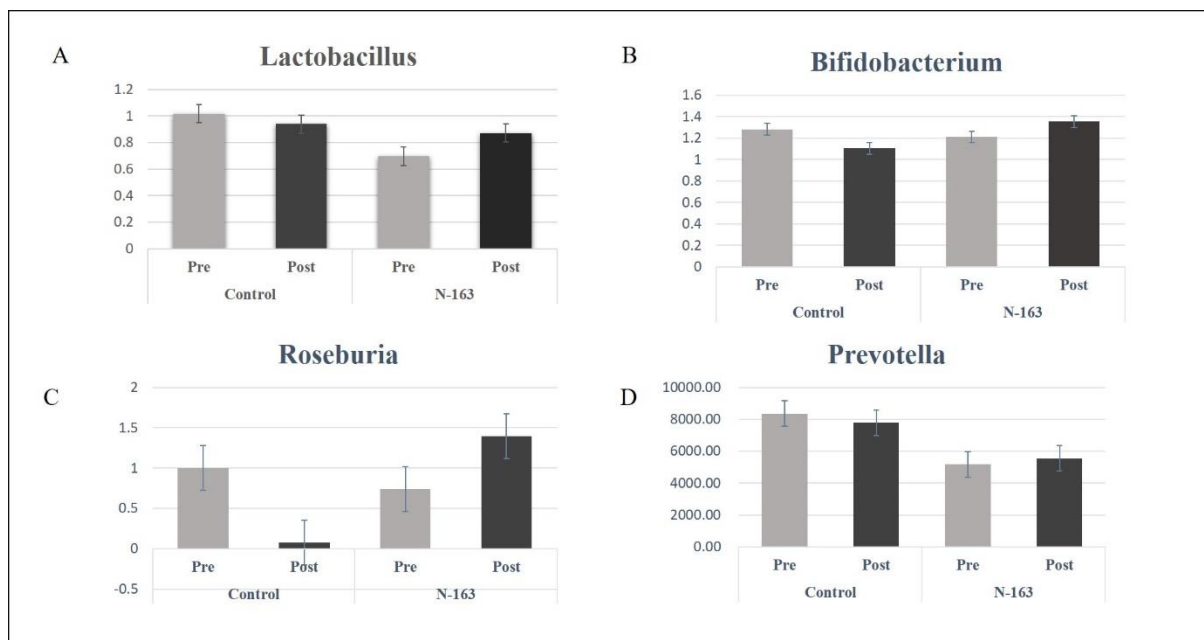 A
Lactobacillus
1.2
1
0.8
0.6
0.4
0.2
0
Pre Post Pre Post
Control N-163
B
Bifidobacterium
1.6
1.4
1.2
1
0.8
0.6
0.4
0.2
0
Pre Post Pre Post
Control N-163
C
Roseburia
2
1.5
1
0.5
0
-0.5
Pre Post Pre Post
Control N-163
D
Prevotella
10000.00
8000.00
6000.00
4000.00
2000.00
0.00
Pre Post Pre Post
Control N-163